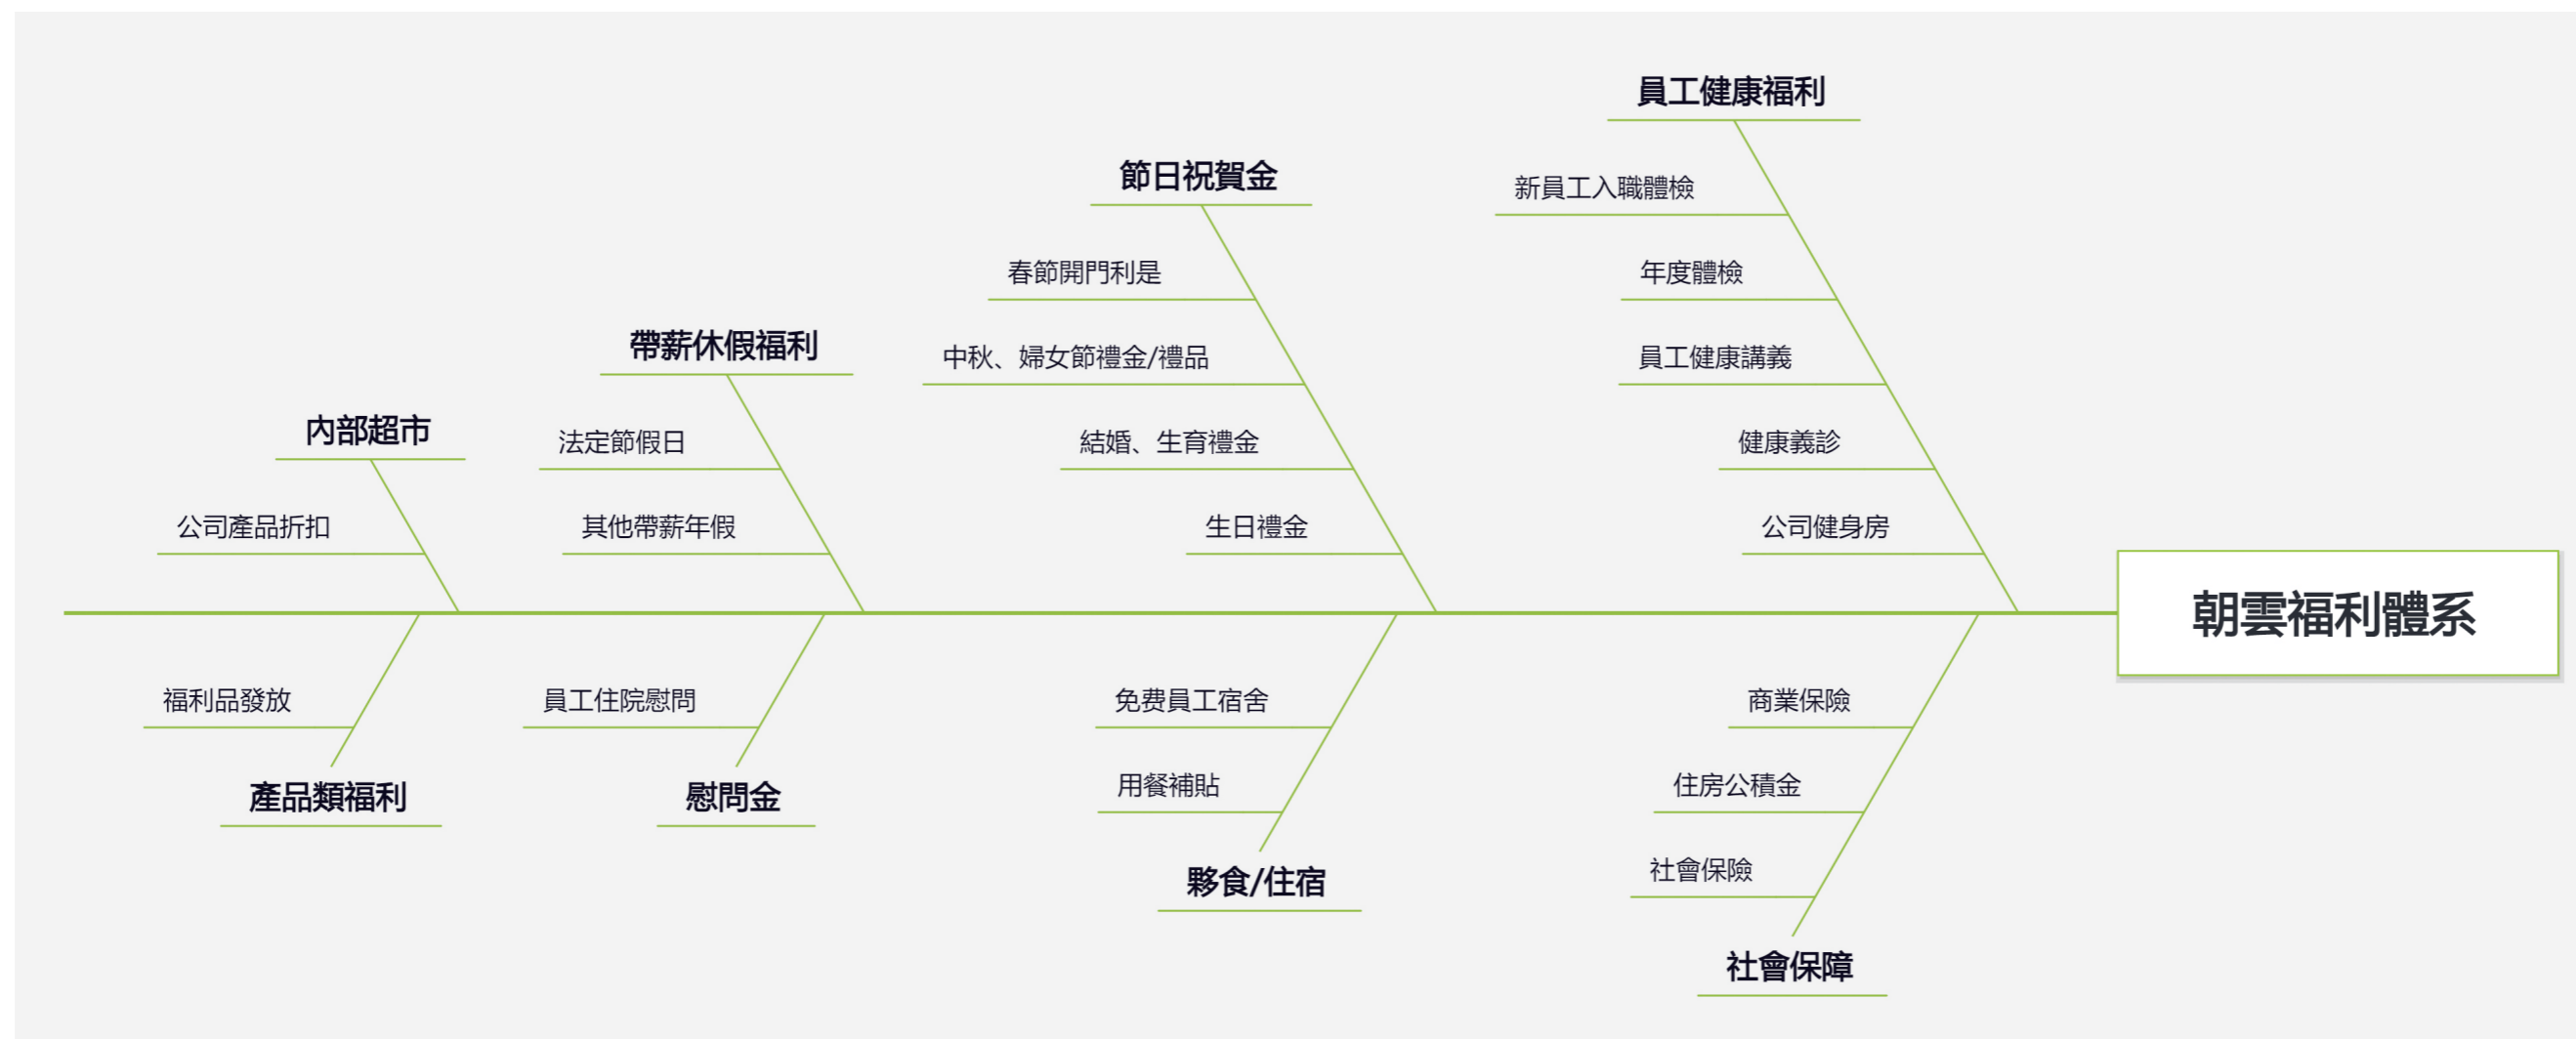 員工健康福利
新員工入職體檢
年度體檢
員工健康講義
健康義診
公司健身房
節日祝賀金
春節開門利是
中秋、婦女節禮金/禮品
結婚、生育禮金
生日禮金
帶薪休假福利
法定節假日
其他帶薪年假
内部超市
公司產品折扣
朝雲福利體系
福利品發放
產品類福利
員工住院慰問
慰問金
免费員工宿舍
用餐補貼
夥食/住宿
商業保險
住房公積金
社會保險
社會保障